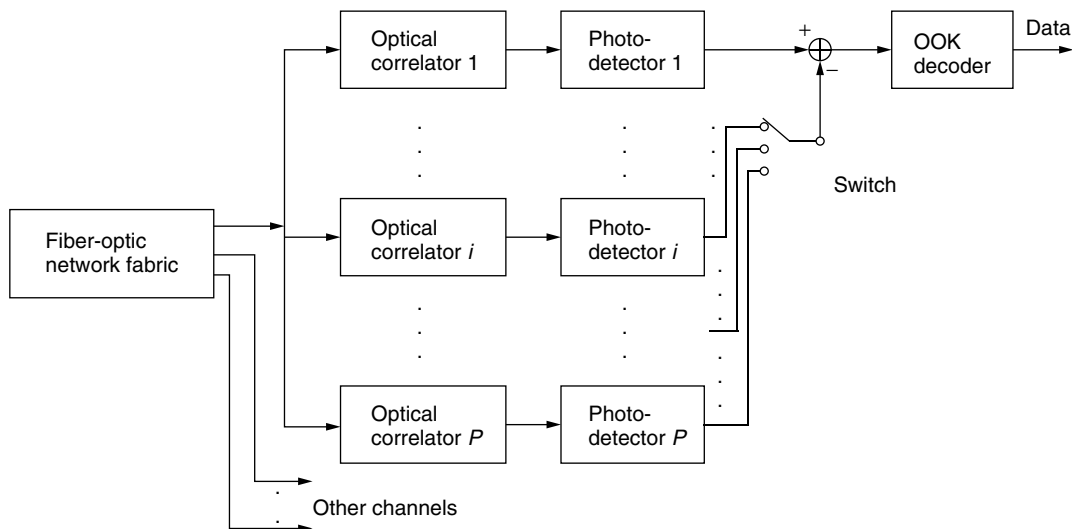 Optical
correlator 1
Photo-
detector 1
+
−
OOK
decoder
Data
Switch
Fiber-optic
network fabric
Optical
correlator i
Photo-
detector i
Optical
correlator P
Photo-
detector P
Other channels